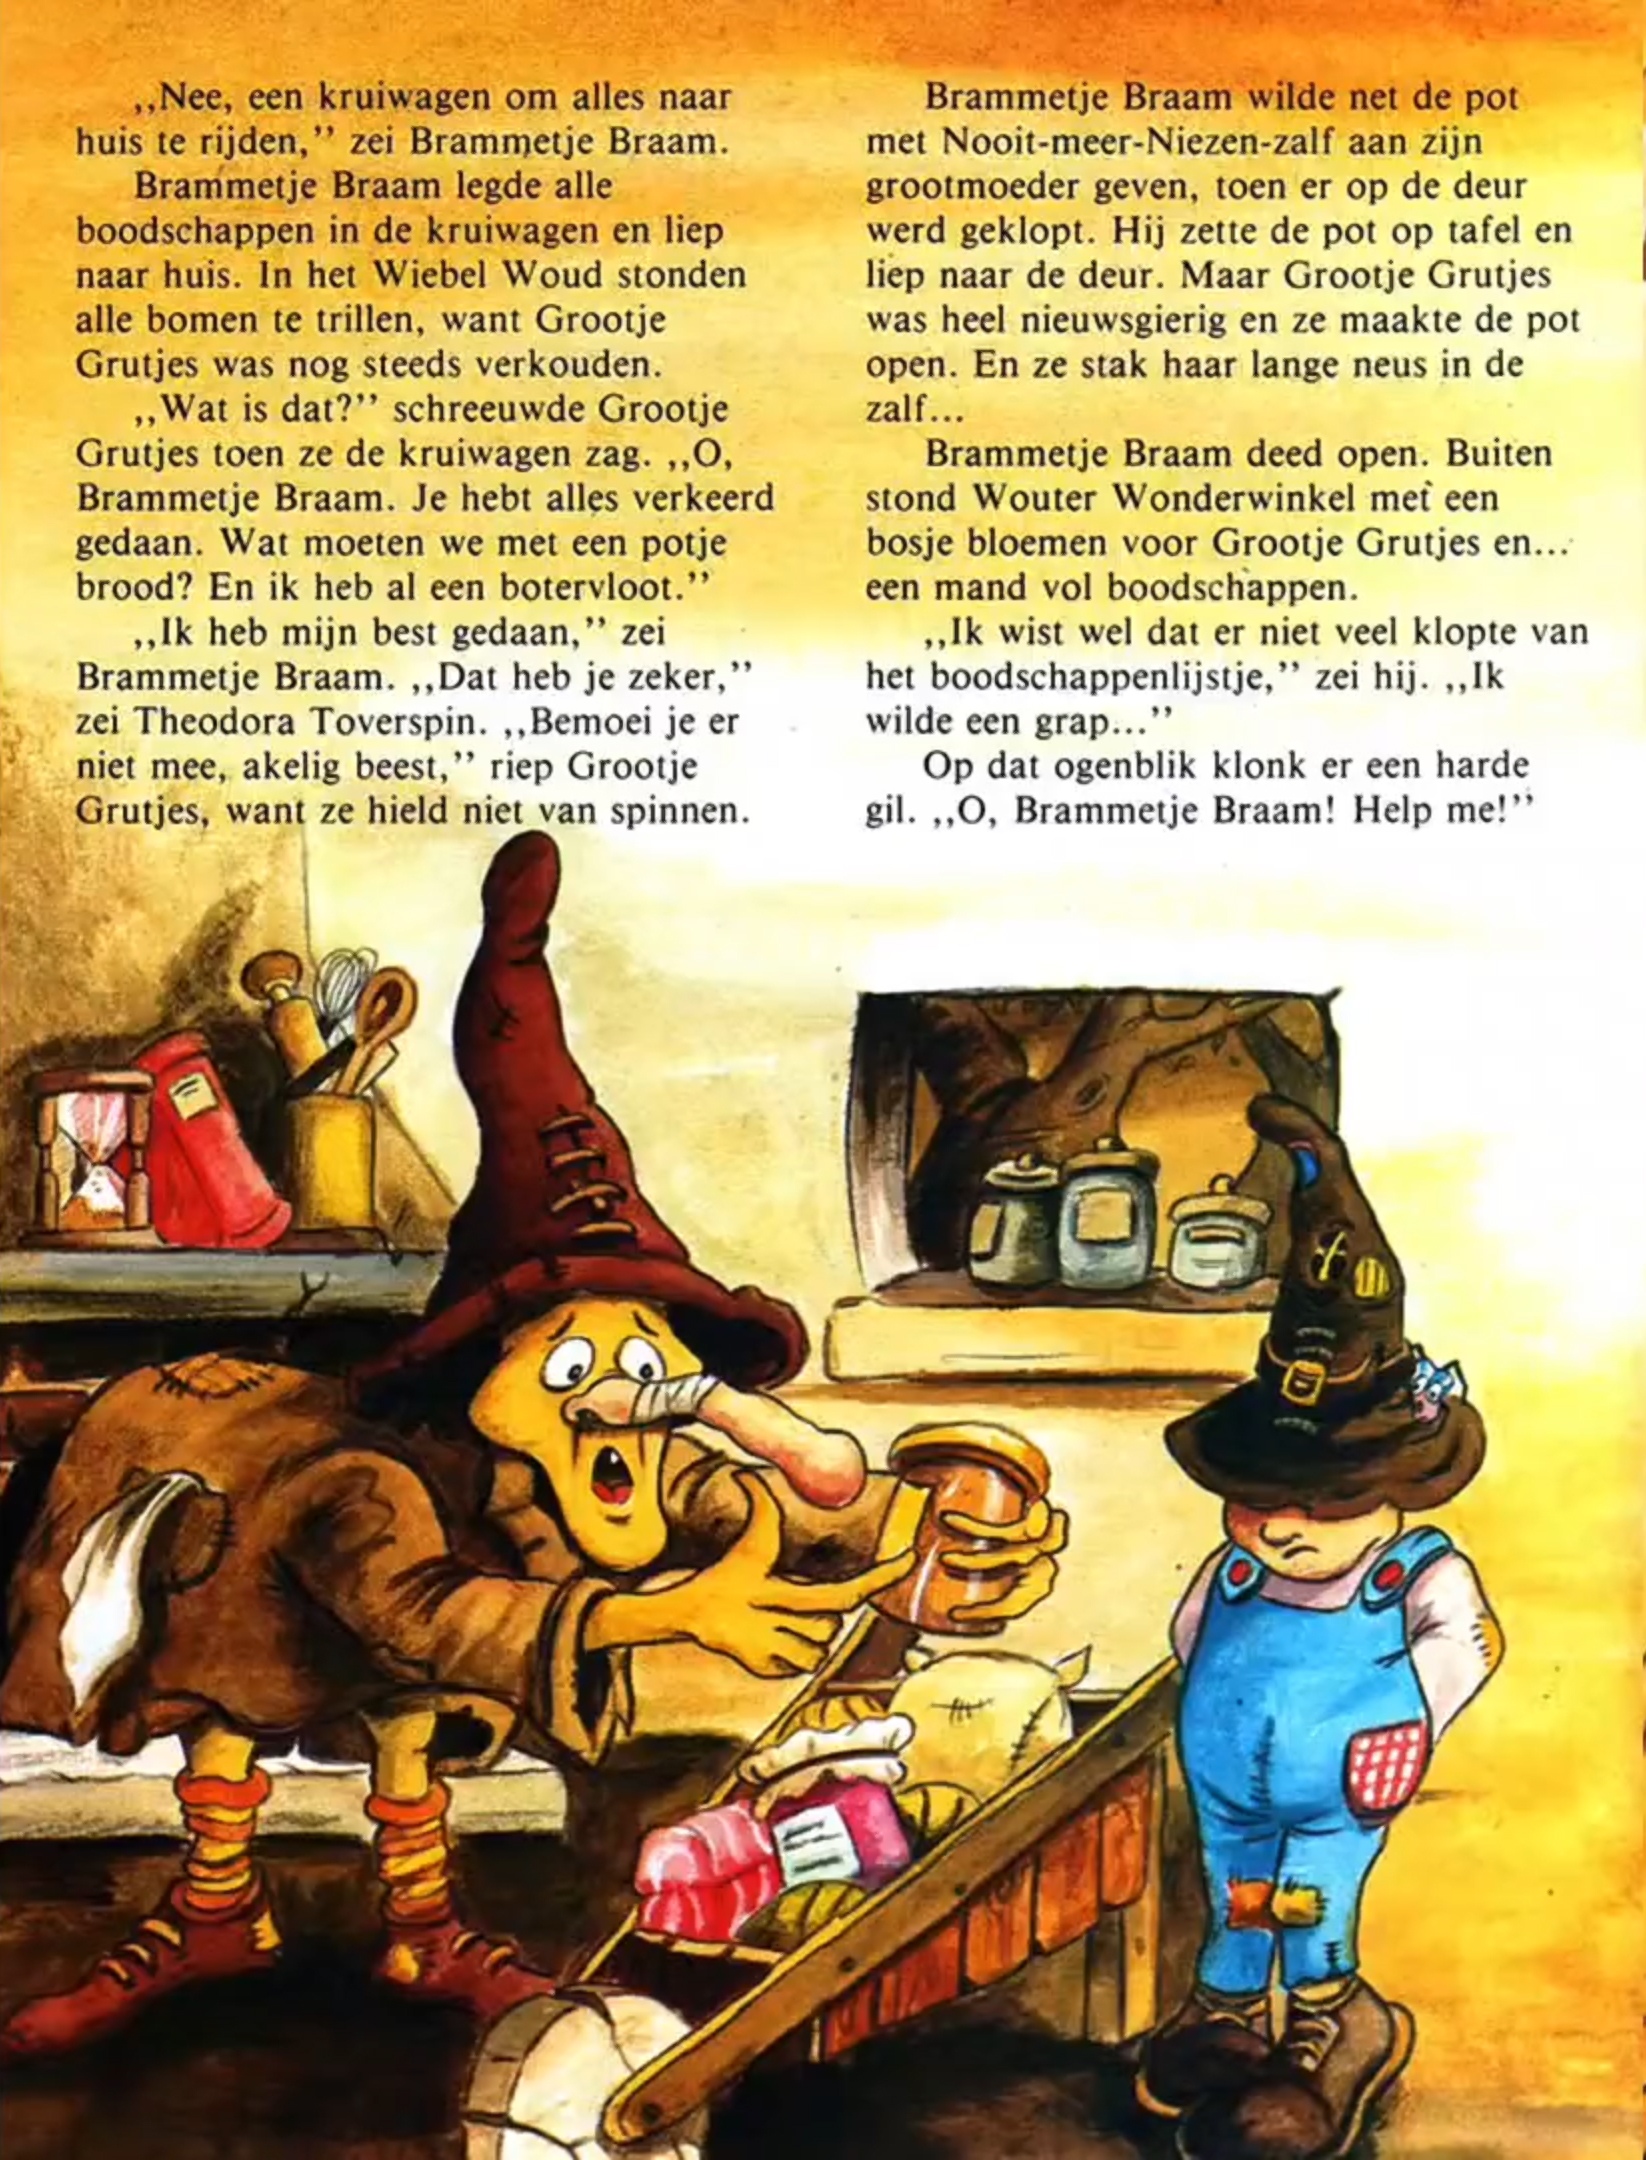 ,,Nee, een kruiwagen om alles naar
huis te rijden,’’ zei Brammetje Braam.
Brammetje Braam legde alle
boodschappen in de kruiwagen en liep
naar huis. In het Wiebel Woud stonden
alle bomen te trillen, want Grootje
Grutjes was nog steeds verkouden.
,,Wat is dat?’’ schreeuwde Grootje
Grutjes toen ze de kruiwagen zag. ,,O,
Brammetje Braam. Je hebt alles verkeerd
gedaan. Wat moeten we met een potje
brood? En ik heb al een botervloot.’’
,,Ik heb mijn best gedaan,’’ zei
Brammetje Braam. ,,Dat heb je zeker,’’
zei Theodora Toverspin. ,,Bemoei je er
niet mee, akelig beest,’’ riep Grootje
Grutjes, want ze hield niet van spinnen.
Brammetje Braam wilde net de pot
met Nooit-meer-Niezen-zalf aan zijn
grootmoeder geven, toen er op de deur
werd geklopt. Hij zette de pot op tafel en
liep naar de deur. Maar Grootje Grutjes
was heel nieuwsgierig en ze maakte de pot
open. En ze stak haar lange neus in de
zalf...
Brammetje Braam deed open. Buiten
stond Wouter Wonderwinkel met een
bosje bloemen voor Grootje Grutjes en...
een mand vol boodschappen.
,,Ik wist wel dat er niet veel klopte van
het boodschappenlijstje,’’ zei hij. ,,Ik
wilde een grap...’’
Op dat ogenblik klonk er een harde
gil. ,,O, Brammetje Braam! Help me!’’